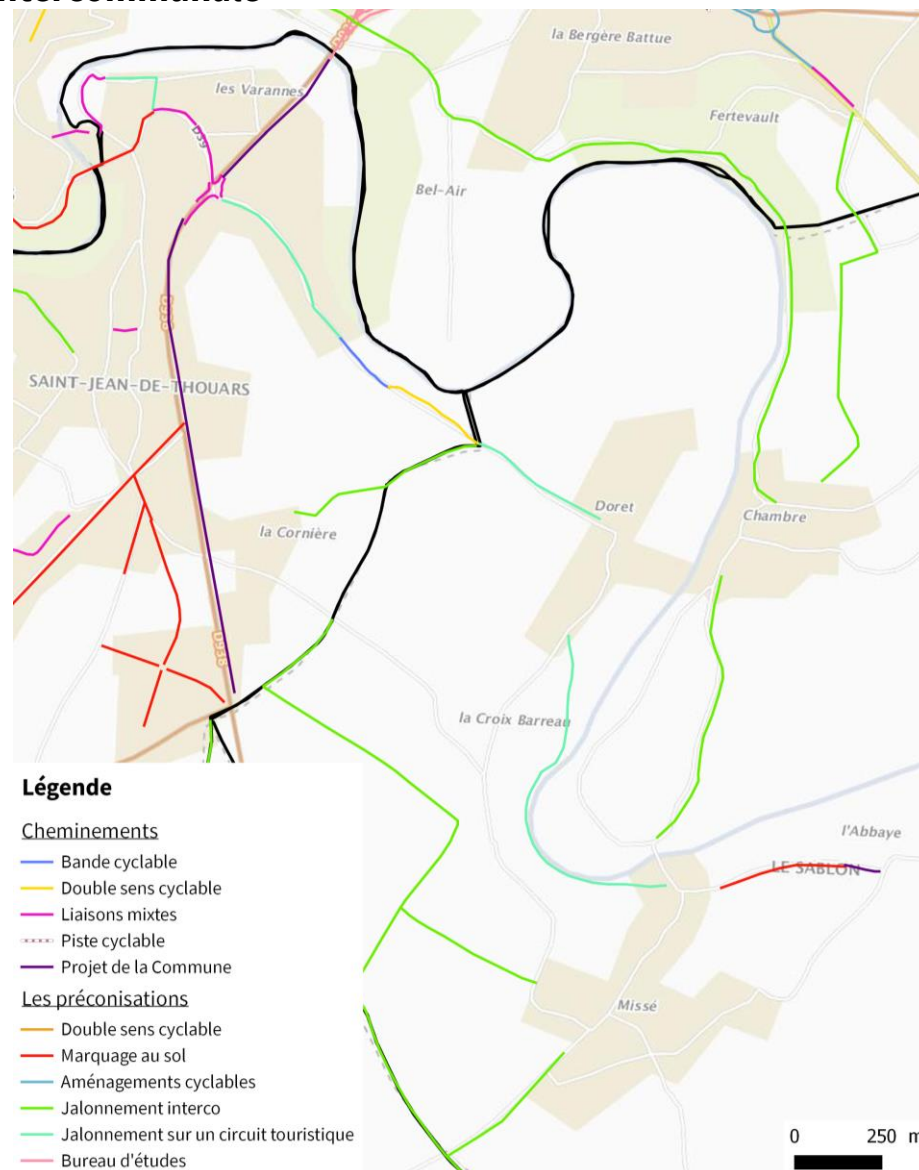 la Bergère Battue
les Varannes
Fertevault
D39
Bel-Air
D938
SAINT-JEAN-DE-THOUARS
Doret
Chambre
la Cornière
D938
la Croix Barreau
l'Abbaye
LE SABLON
Missé
Légende
Cheminements
Bande cyclable
Double sens cyclable
Liaisons mixtes
Piste cyclable
Projet de la Commune
Les préconisations
Double sens cyclable
Marquage au sol
Aménagements cyclables
Jalonnement interco
Jalonnement sur un circuit touristique
Bureau d'études
0 250 m